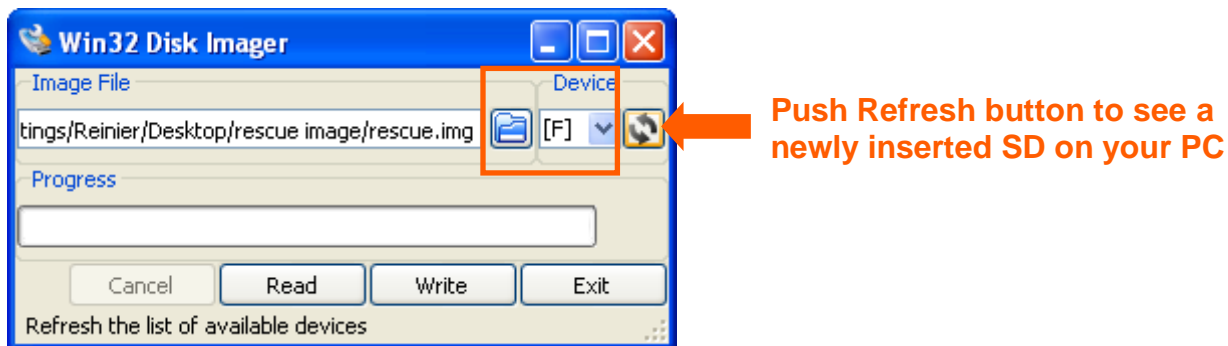 Win32 Disk Imager
Image File
Device
tings/Reinier/Desktop/rescue image/rescue.img
[F]
Push Refresh button to see a
newly inserted SD on your PC
Progress
Cancel
Read
Write
Exit
Refresh the list of available devices